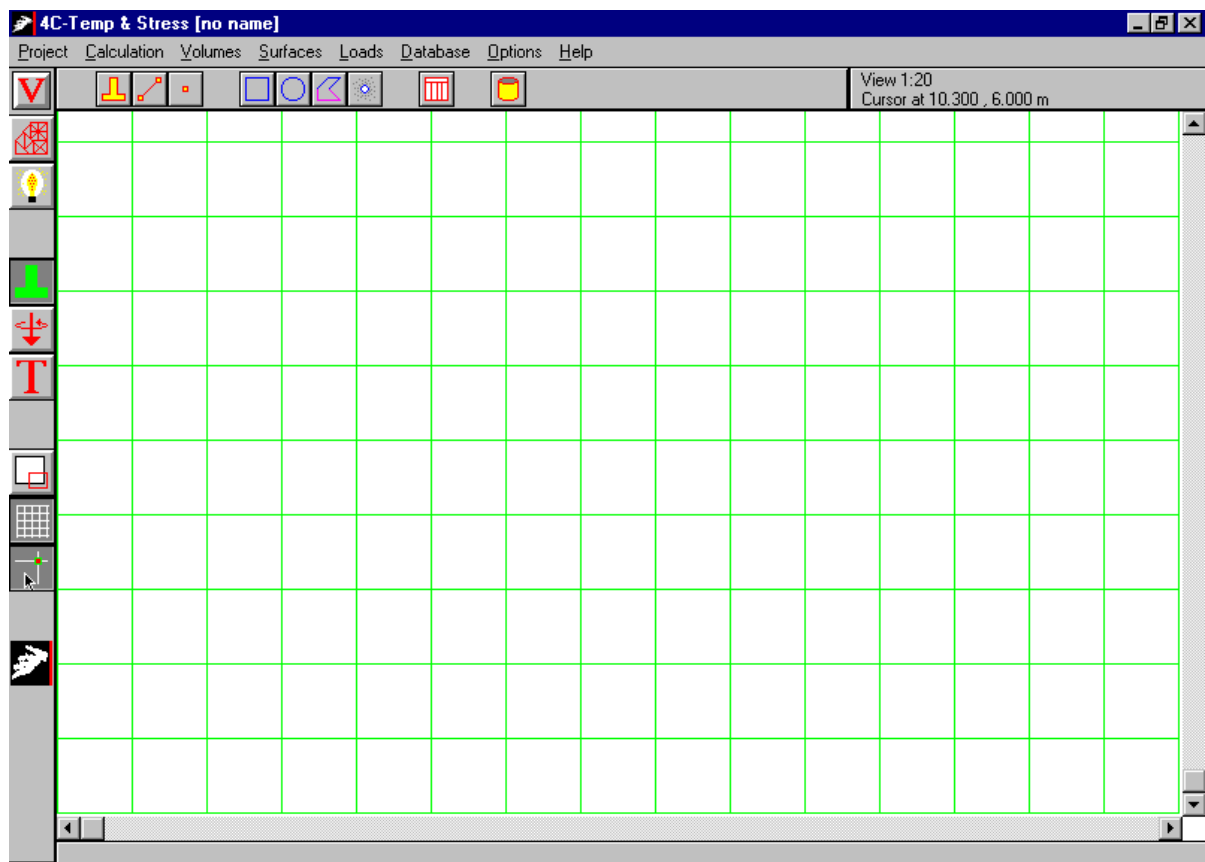 4C-Temp & Stress [no name]
Project Calculation Volumes Surfaces Loads Database Options Help
V
View 1:20
Cursor at 10.300 , 6.000 m
T